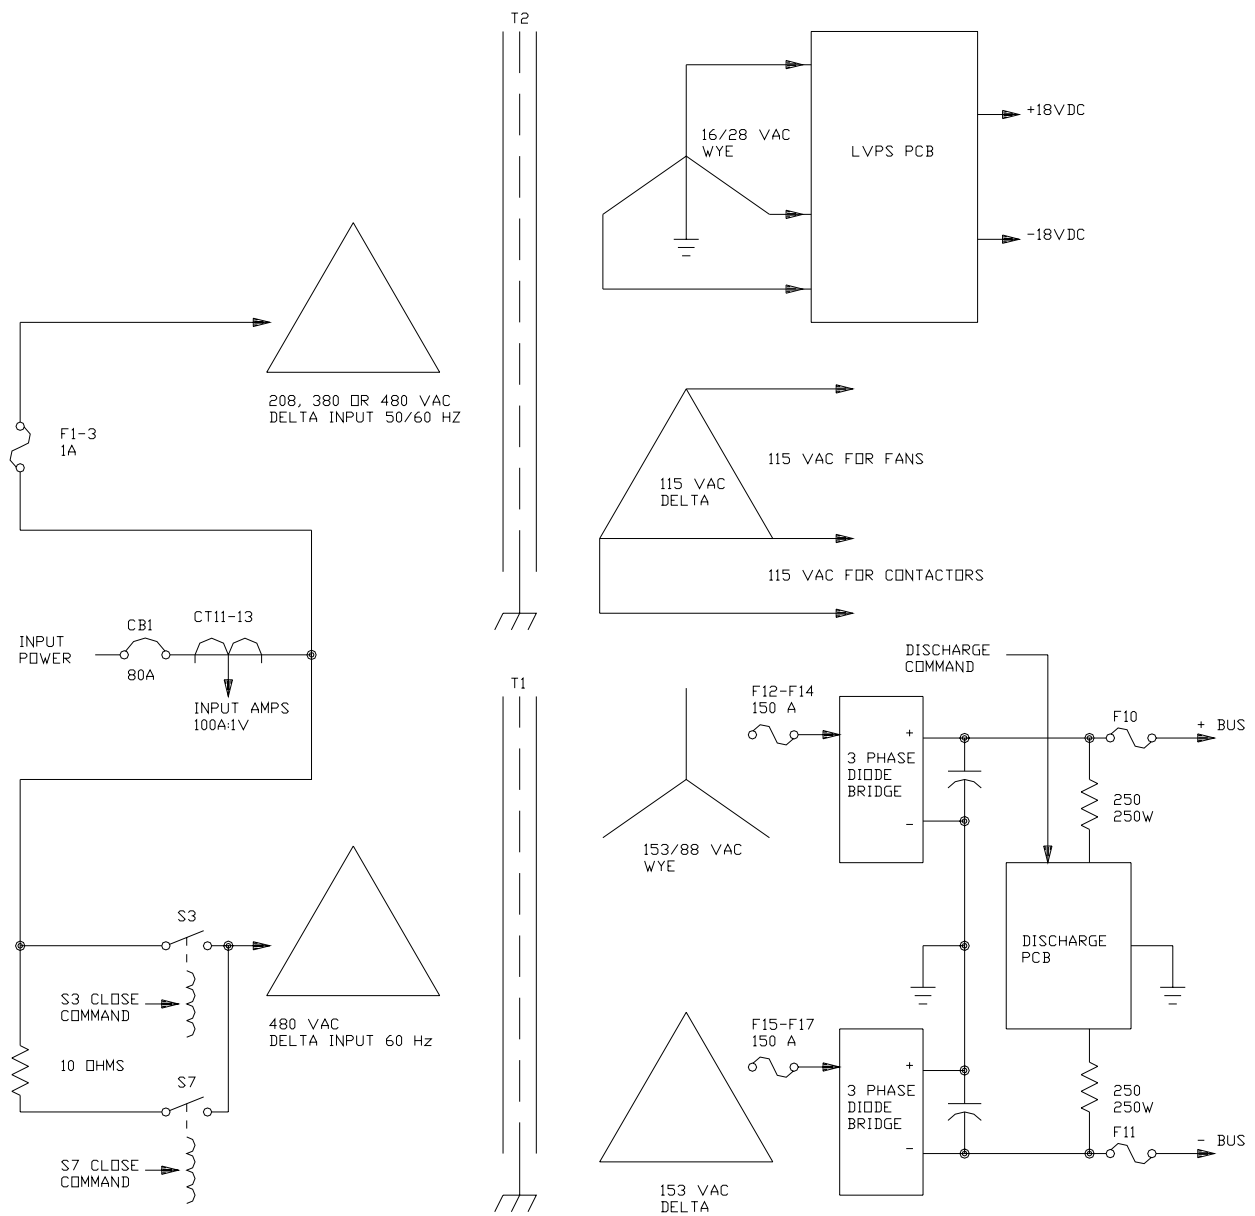 T2
16/28 VAC
WYE
LVPS PCB
+18VDC
-18VDC
208, 380 OR 480 VAC
DELTA INPUT 50/60 HZ
F1-3
1A
115 VAC FOR FANS
115 VAC
DELTA
115 VAC FOR CONTACTORS
INPUT
POWER
CB1
80A
CT11-13
INPUT AMPS
100A:1V
T1
DISCHARGE
COMMAND
F12-F14
150 A
+
3 PHASE
DIODE
BRIDGE
-
F10
+ BUS
250
250W
153/88 VAC
WYE
S3
S3 CLOSE
COMMAND
480 VAC
DELTA INPUT 60 Hz
DISCHARGE
PCB
10 OHMS
S7
S7 CLOSE
COMMAND
F15-F17
150 A
+
3 PHASE
DIODE
BRIDGE
-
250
250W
F11
- BUS
153 VAC
DELTA